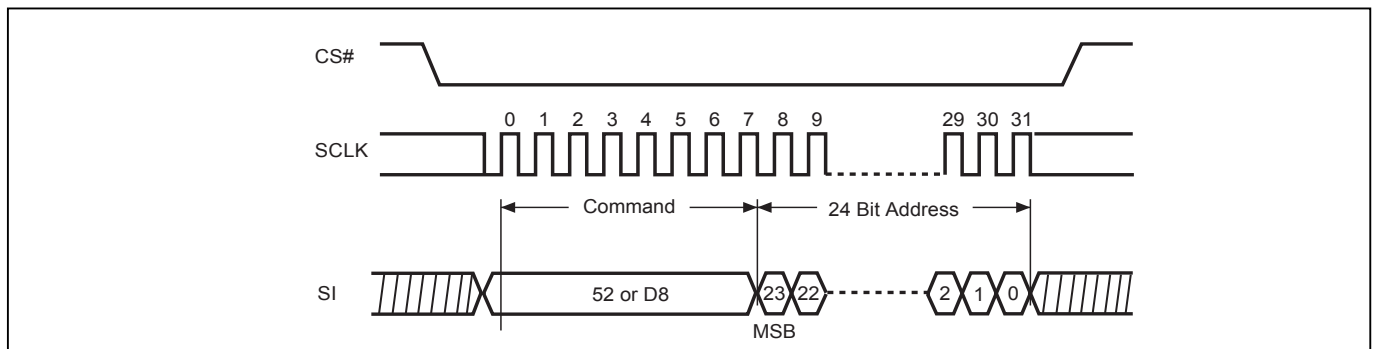 CS#
0 1 2 3 4 5 6 7 8 9 29 30 31
SCLK
Command 24 Bit Address
SI 52 or D8 23 22 2 1 0
MSB